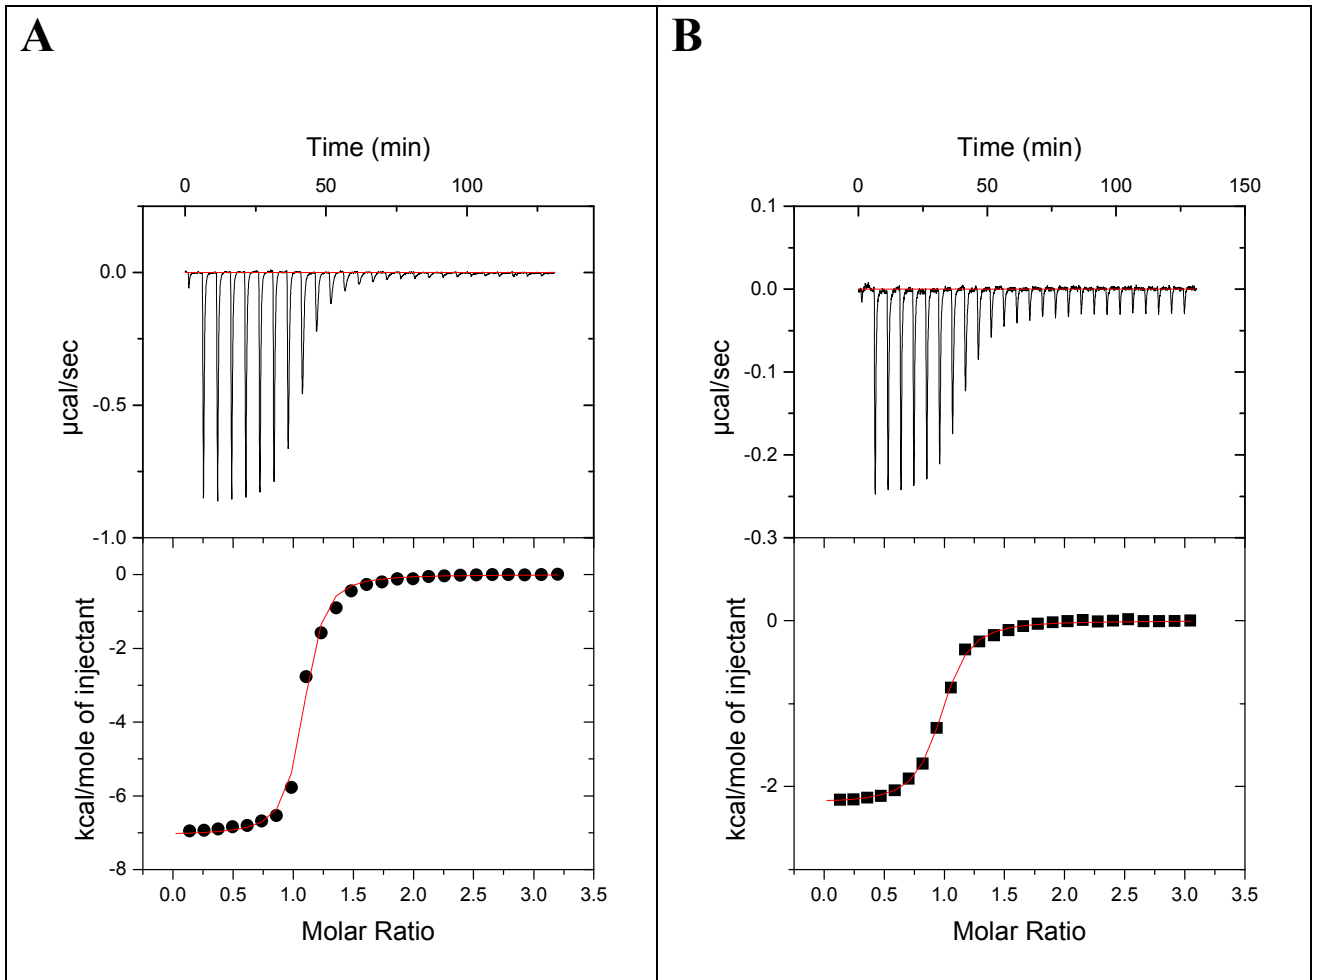 A
Time (min)
0 50 100
0.0
-0.5
-1.0
µcal/sec
0
-2
-4
-6
-8
kcal/mole of injectant
0.0 0.5 1.0 1.5 2.0 2.5 3.0 3.5
Molar Ratio
B
Time (min)
0 50 100 150
0.1
0.0
-0.1
-0.2
-0.3
µcal/sec
0
-2
kcal/mole of injectant
0.0 0.5 1.0 1.5 2.0 2.5 3.0 3.5
Molar Ratio